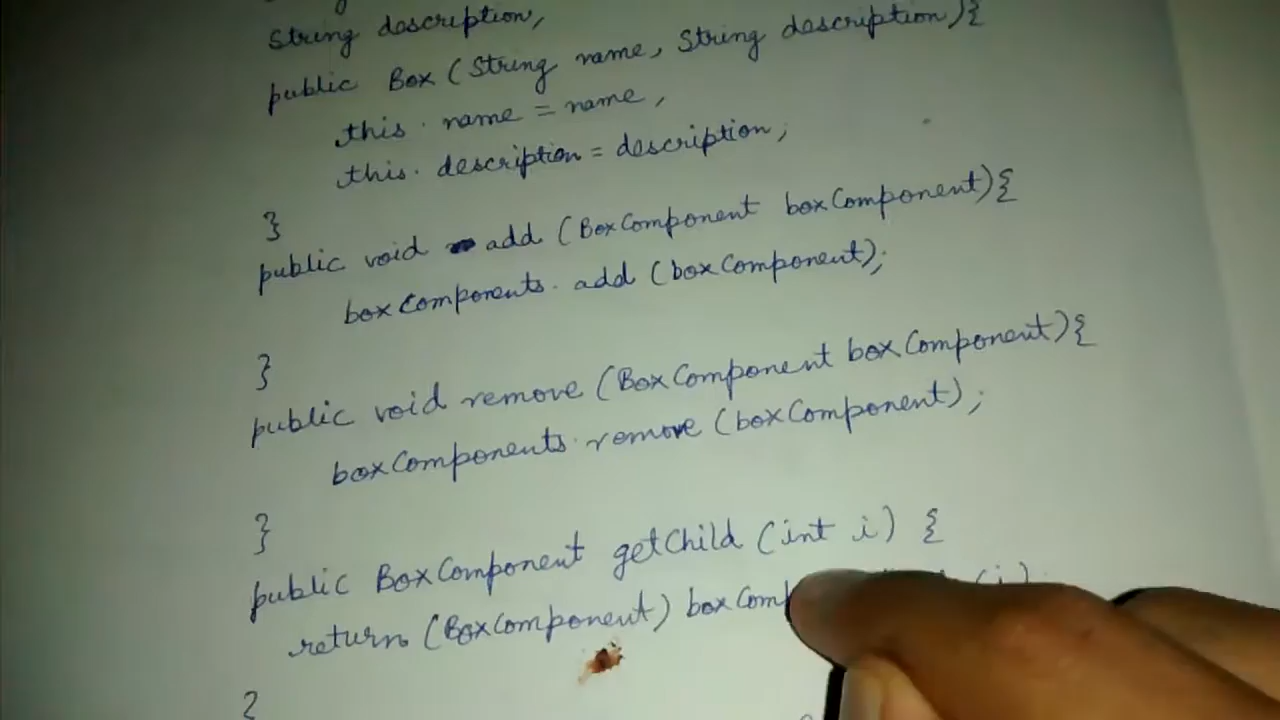 String description,
public Box (String name, String description){
this. name = name,
this. description = description;
}
public void add (BoxComponent boxComponent){
boxComponents. add (boxComponent);
}
public void remove (BoxComponent boxComponent){
boxComponents. remove (boxComponent);
}
public BoxComponent getChild (int i) {
return (BoxComponent) boxComp (i)
}